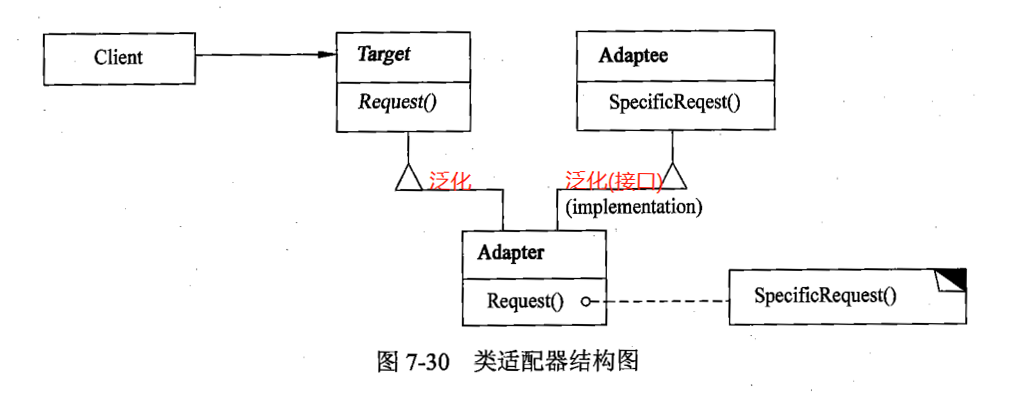 Client
Target
Request()
Adaptee
SpecificReqest()
泛化
泛化(接口)
(implementation)
Adapter
Request()
SpecificRequest()
图 7-30 类适配器结构图